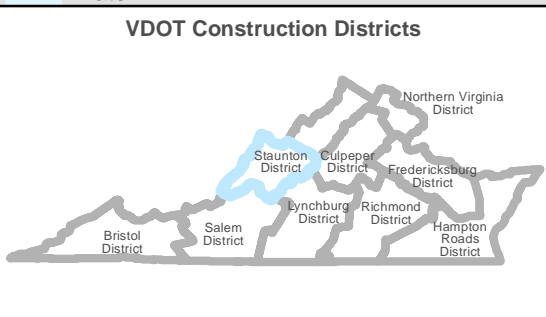 VDOT Construction Districts
Northern Virginia
District
Staunton
District
Culpeper
District
Fredericksburg
District
Lynchburg
District
Richmond
District
Bristol
District
Salem
District
Hampton
Roads
District